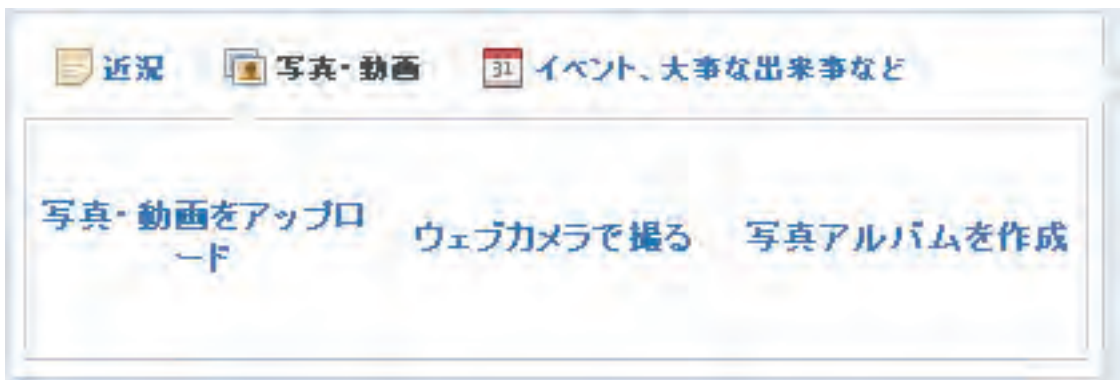 近況 写真・動画 31 イベント、大事な出来事など
写真・動画をアップロ
ード
ウェブカメラで撮る
写真アルバムを作成